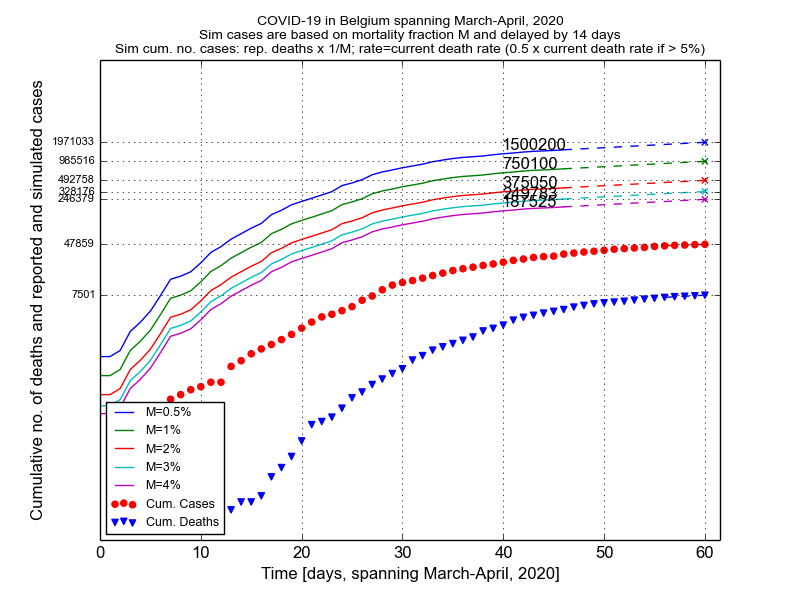 COVID-19 in Belgium spanning March-April, 2020
Sim cases are based on mortality fraction M and delayed by 14 days
Sim cum. no. cases: rep. deaths x 1/M; rate=current death rate (0.5 x current death rate if > 5%)
Cumulative no. of deaths and reported and simulated cases
1971033
985516
492758
328176
246379
47859
7501
1500200
750100
375050
249783
187525
M=0.5%
M=1%
M=2%
M=3%
M=4%
Cum. Cases
Cum. Deaths
0 10 20 30 40 50 60
Time [days, spanning March-April, 2020]